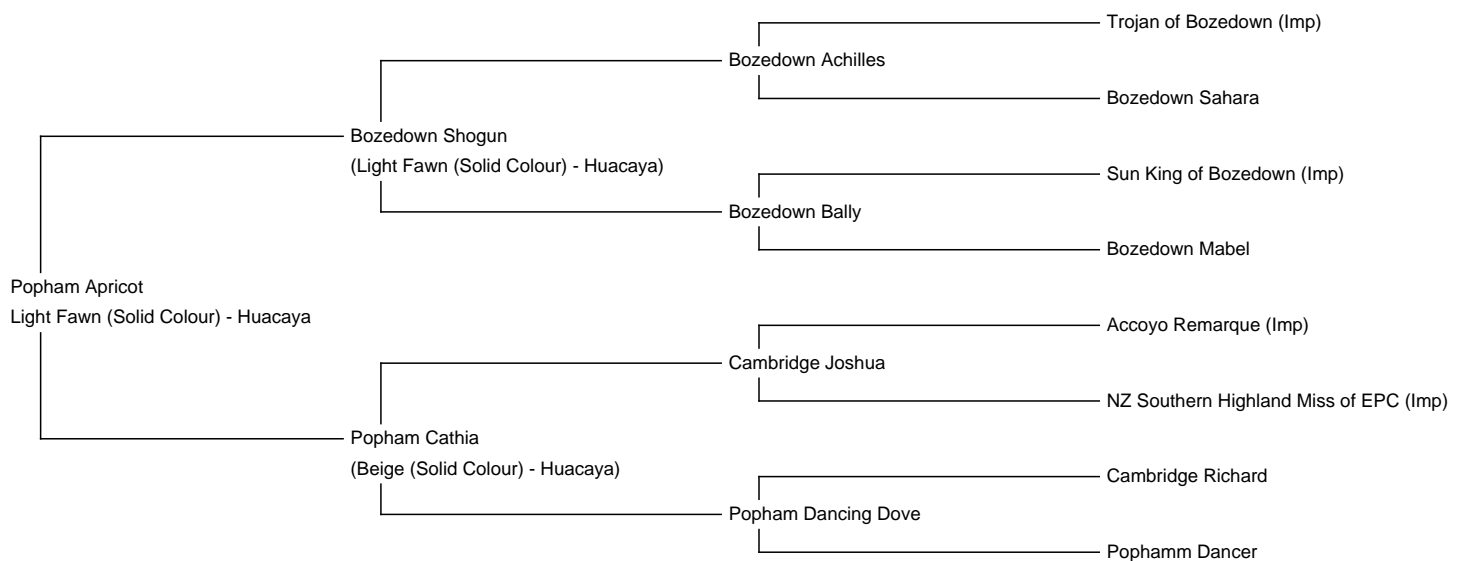 Trojan of Bozedown (Imp)
Bozedown Achilles
Bozedown Sahara
Bozedown Shogun
(Light Fawn (Solid Colour) - Huacaya)
Sun King of Bozedown (Imp)
Bozedown Bally
Bozedown Mabel
Popham Apricot
Light Fawn (Solid Colour) - Huacaya
Accoyo Remarque (Imp)
Cambridge Joshua
NZ Southern Highland Miss of EPC (Imp)
Popham Cathia
(Beige (Solid Colour) - Huacaya)
Cambridge Richard
Popham Dancing Dove
Pophamm Dancer